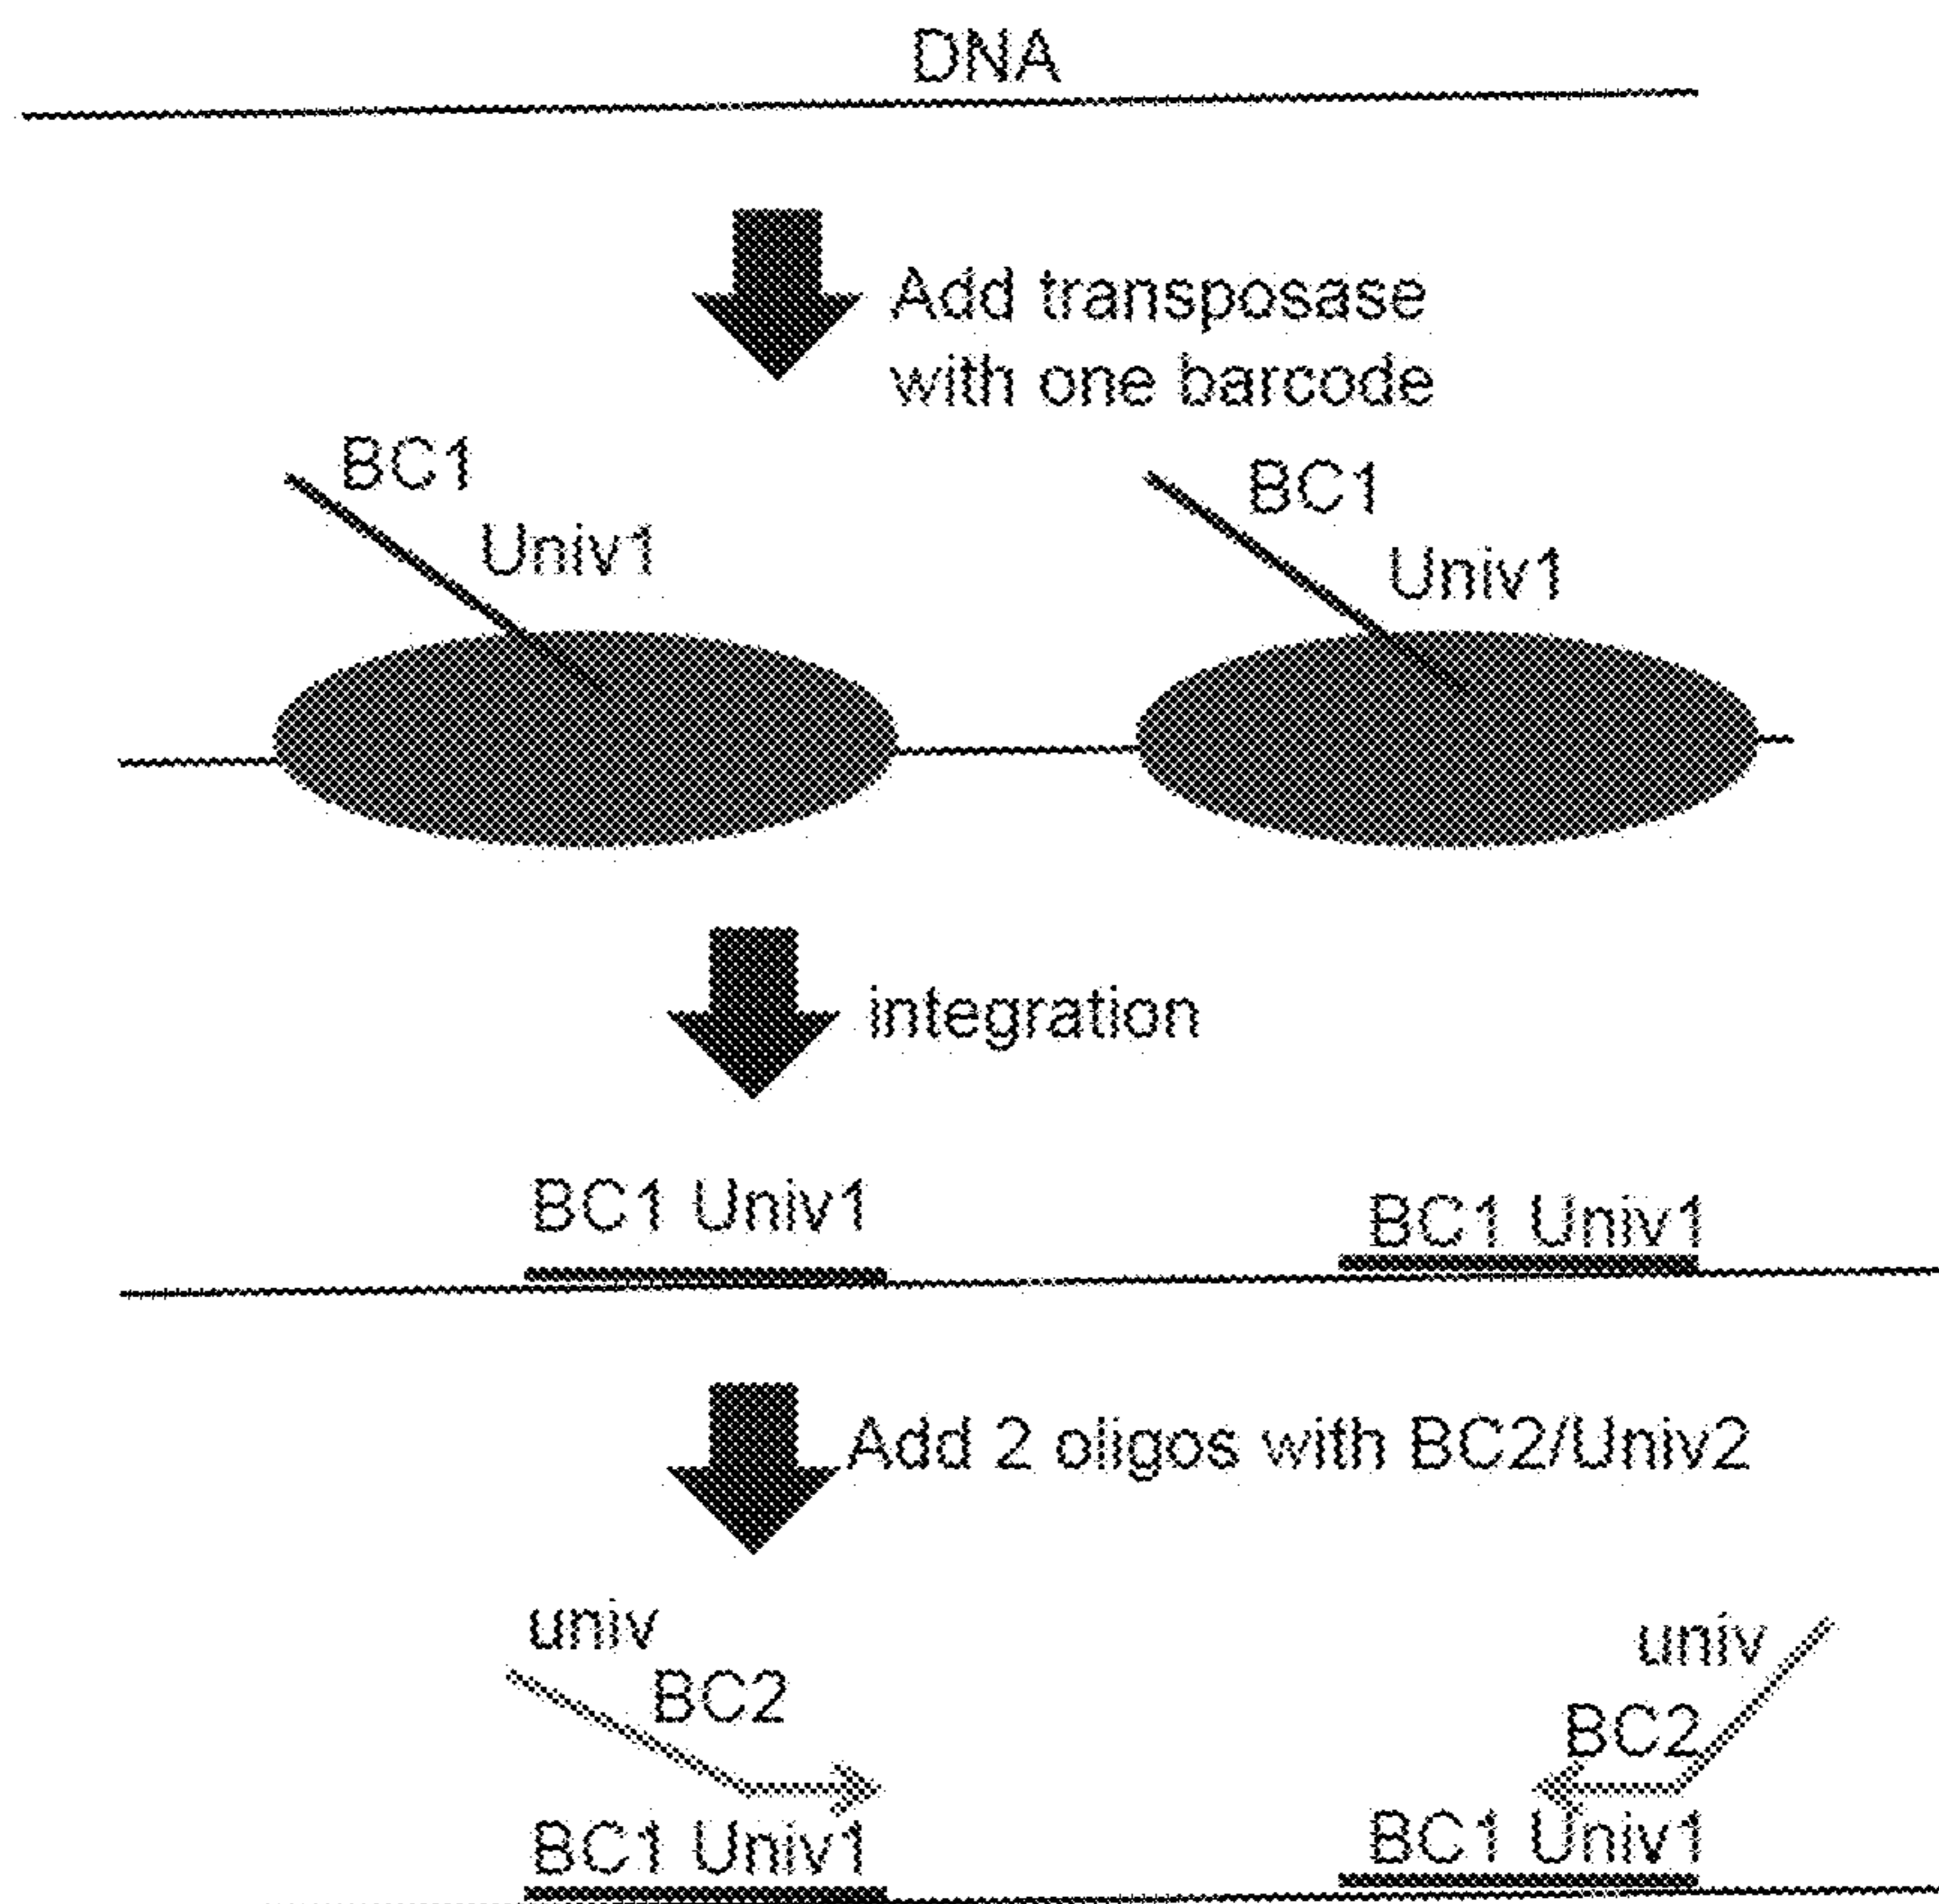 DNA
Add transposase
with one barcode
BC1
Univ1
BC1
Univ1
integration
BC1 Univ1
BC1 Univ1
Add 2 oligos with BC2/Univ2
univ
BC2
univ
BC2
BC1 Univ1
BC1 Univ1